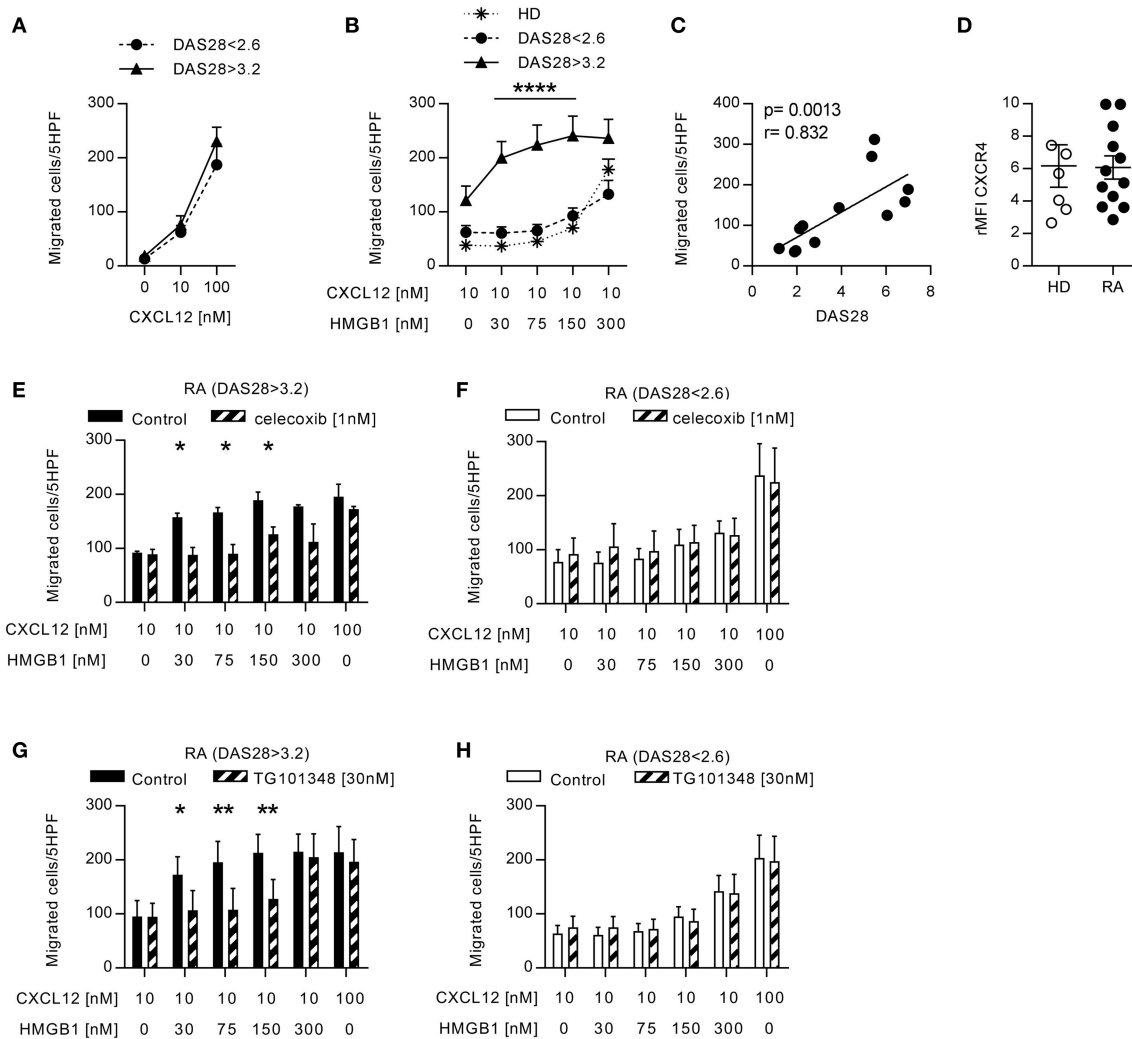 A
DAS28<2.6
DAS28>3.2
Migrated cells/5HPF
300
200
100
0
0 10 100
CXCL12 [nM]
B
HD
DAS28<2.6
DAS28>3.2
****
Migrated cells/5HPF
300
200
100
0
CXCL12 [nM] 10 10 10 10 10
HMGB1 [nM] 0 30 75 150 300
C
p= 0.0013
r= 0.832
Migrated cells/5HPF
400
300
200
100
0
0 2 4 6 8
DAS28
D
rMFI CXCR4
10
8
6
4
2
0
HD RA
E
RA (DAS28>3.2)
Control celecoxib [1nM]
* * *
Migrated cells/5HPF
300
200
100
0
CXCL12 [nM] 10 10 10 10 10 100
HMGB1 [nM] 0 30 75 150 300 0
F
RA (DAS28<2.6)
Control celecoxib [1nM]
Migrated cells/5HPF
300
200
100
0
CXCL12 [nM] 10 10 10 10 10 100
HMGB1 [nM] 0 30 75 150 300 0
G
RA (DAS28>3.2)
Control TG101348 [30nM]
* ** **
Migrated cells/5HPF
300
200
100
0
CXCL12 [nM] 10 10 10 10 10 100
HMGB1 [nM] 0 30 75 150 300 0
H
RA (DAS28<2.6)
Control TG101348 [30nM]
Migrated cells/5HPF
300
200
100
0
CXCL12 [nM] 10 10 10 10 10 100
HMGB1 [nM] 0 30 75 150 300 0